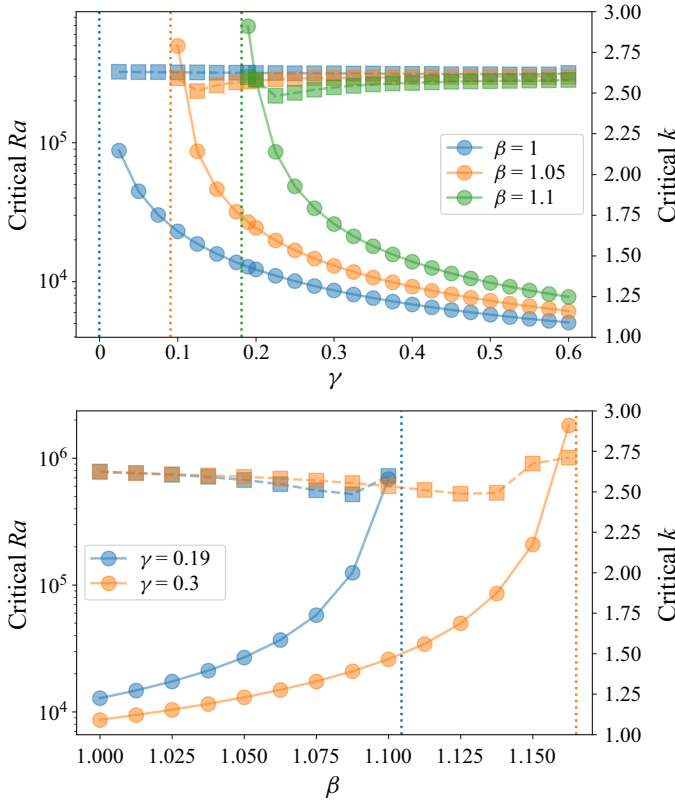 3.00
2.75
2.50
2.25
2.00
1.75
1.50
1.25
1.00
10^5
10^4
Critical Ra
Critical k
β = 1
β = 1.05
β = 1.1
0 0.1 0.2 0.3 0.4 0.5 0.6
γ
3.00
2.75
2.50
2.25
2.00
1.75
1.50
1.25
1.00
10^6
10^5
10^4
Critical Ra
Critical k
γ = 0.19
γ = 0.3
1.000 1.025 1.050 1.075 1.100 1.125 1.150
β